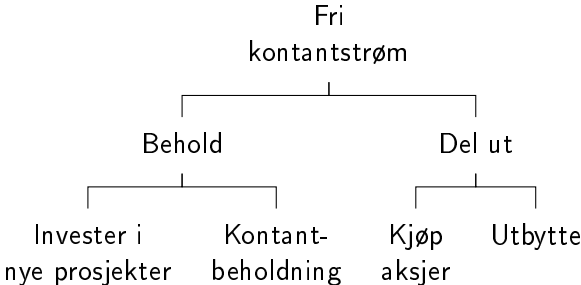 Fri
kontantstrøm
Behold
Del ut
Invester i
nye prosjekter
Kontant-
beholdning
Kjøp
aksjer
Utbytte